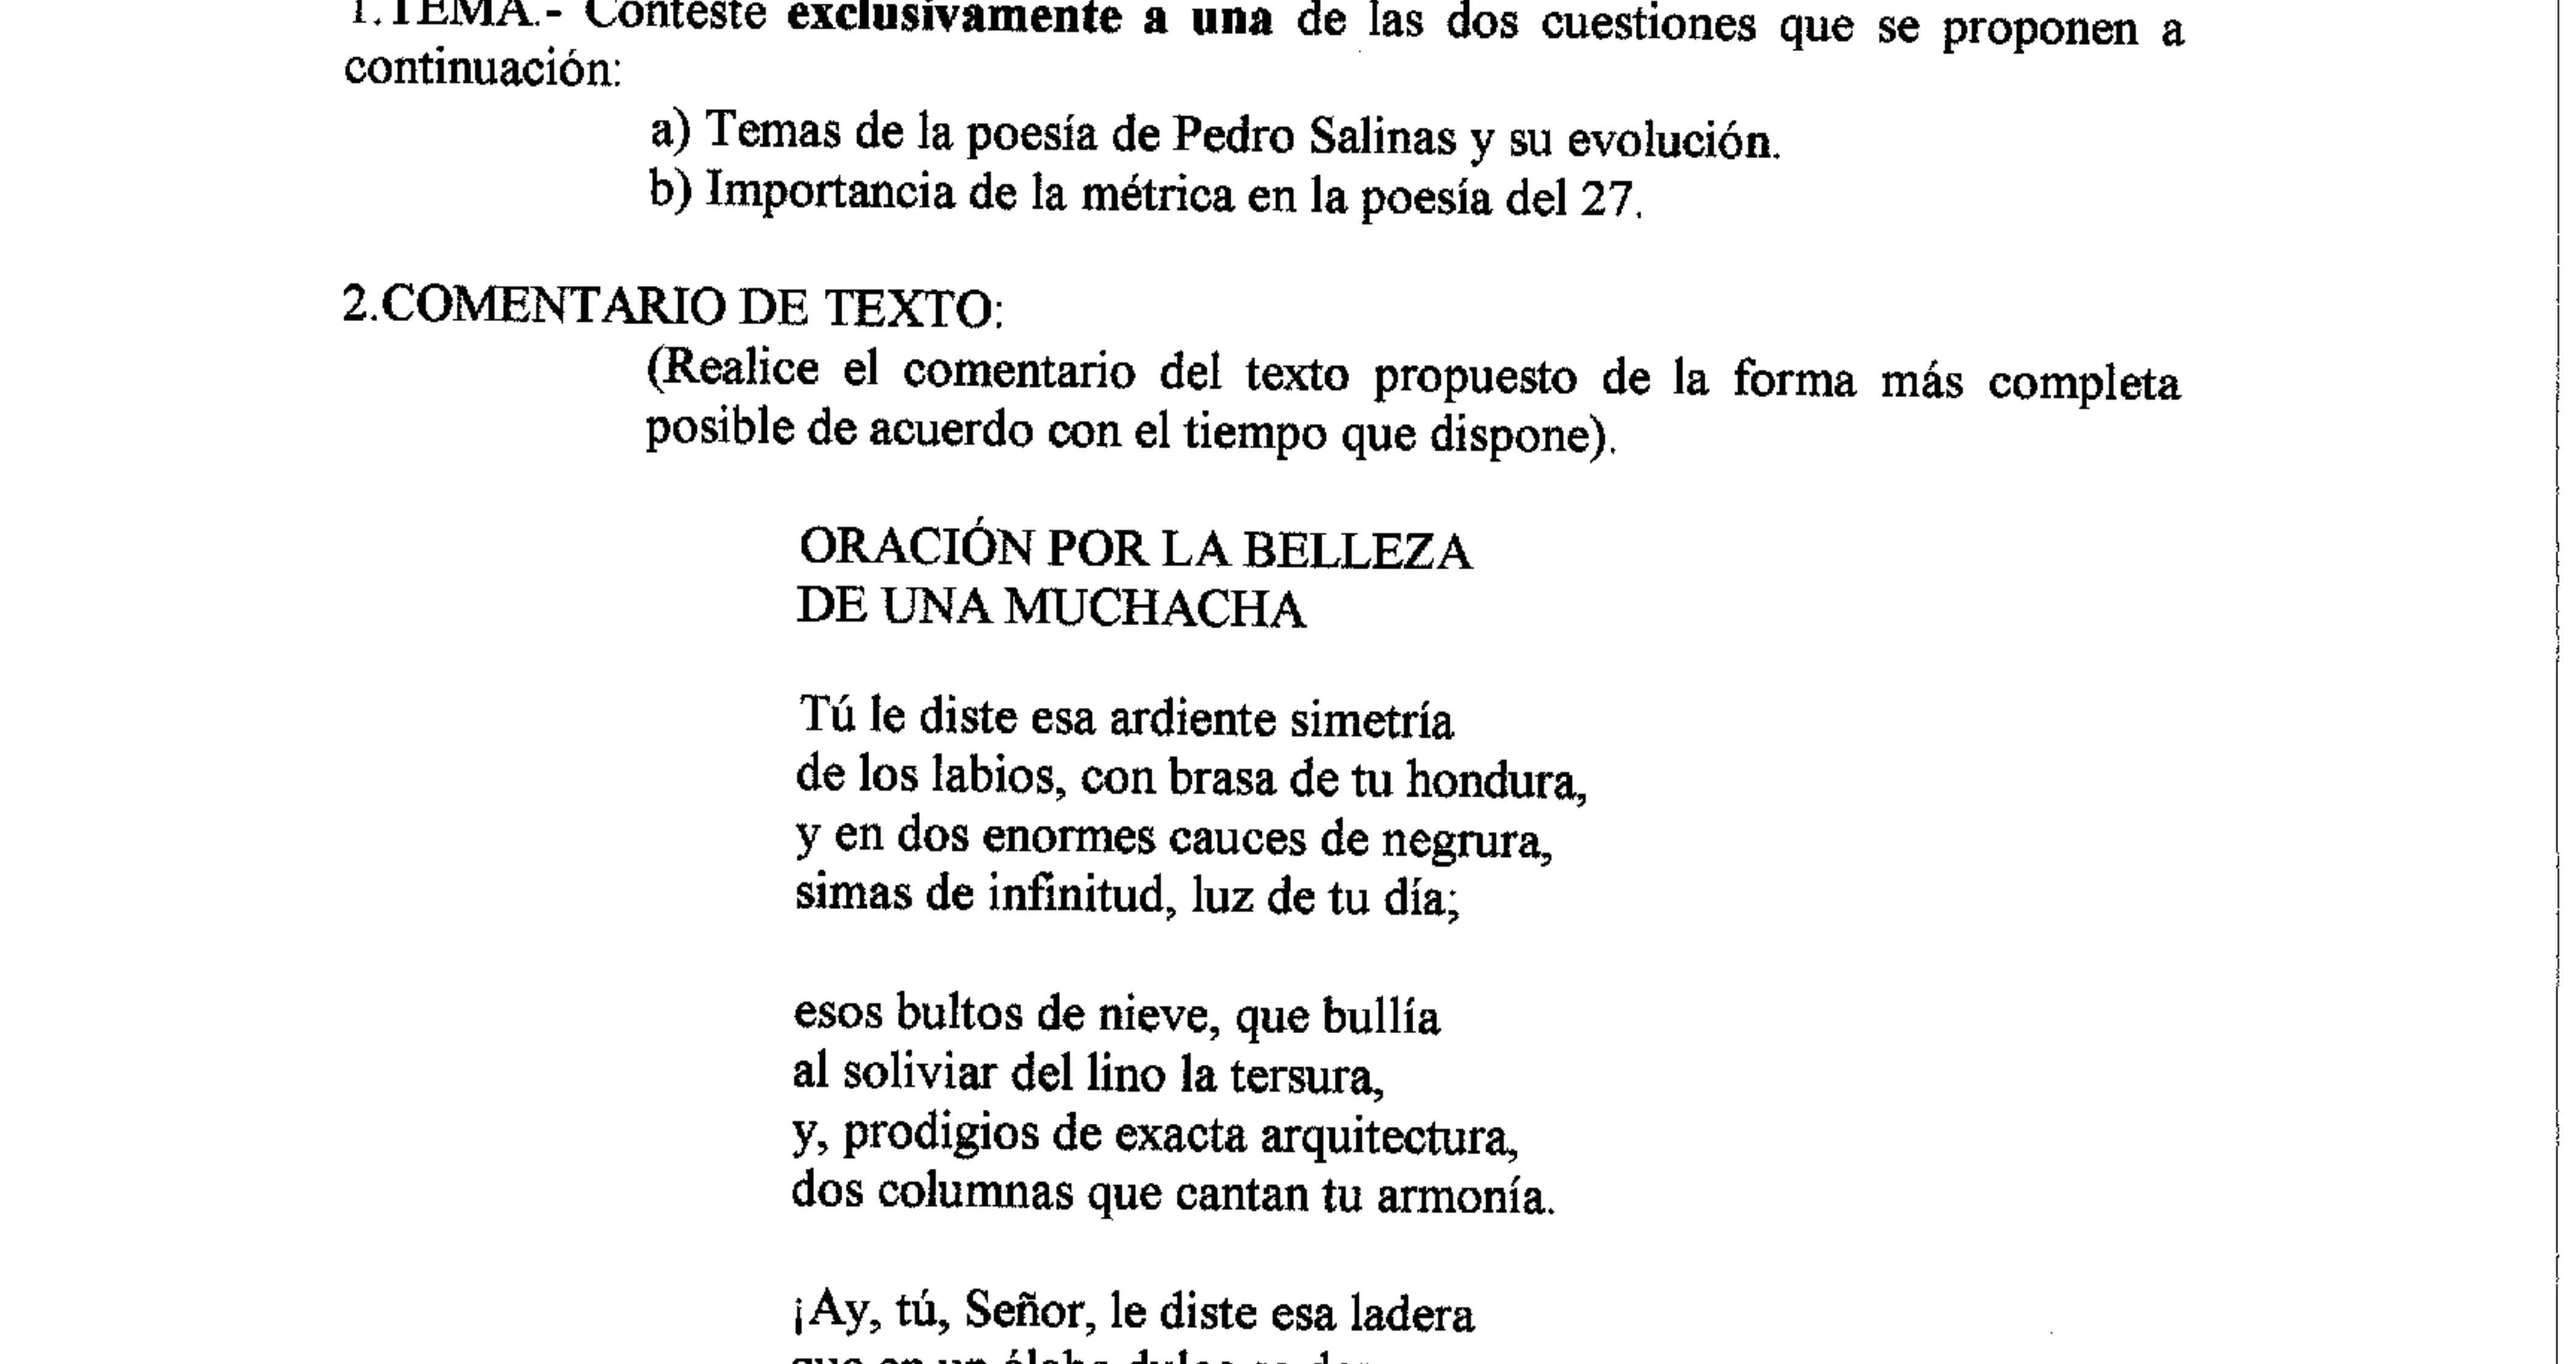 1.TEMA.- Conteste exclusivamente a una de las dos cuestiones que se proponen a
continuación:
a) Temas de la poesía de Pedro Salinas y su evolución.
b) Importancia de la métrica en la poesía del 27.
2.COMENTARIO DE TEXTO:
(Realice el comentario del texto propuesto de la forma más completa
posible de acuerdo con el tiempo que dispone).
ORACIÓN POR LA BELLEZA
DE UNA MUCHACHA
Tú le diste esa ardiente simetría
de los labios, con brasa de tu hondura,
y en dos enormes cauces de negrura,
simas de infinitud, luz de tu día;
esos bultos de nieve, que bullía
al soliviar del lino la tersura,
y, prodigios de exacta arquitectura,
dos columnas que cantan tu armonía.
¡Ay, tú, Señor, le diste esa ladera
que en un álabe dulce se